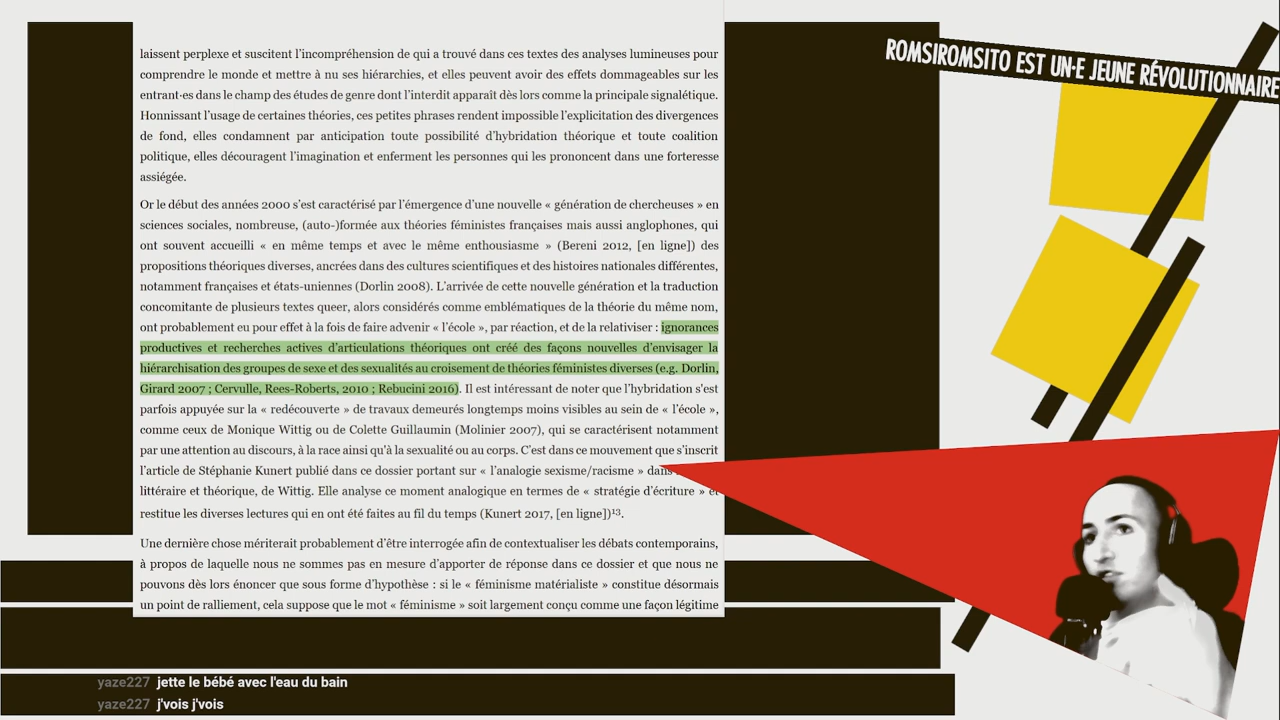 laissent perplexe et suscitent l'incompréhension de qui a trouvé dans ces textes des analyses lumineuses pour
comprendre le monde et mettre à nu ses hiérarchies, et elles peuvent avoir des effets dommageables sur les
entrant·es dans le champ des études de genre dont l'interdit apparaît dès lors comme la principale signalétique.
Honnissant l'usage de certaines théories, ces petites phrases rendent impossible l'explicitation des divergences
de fond, elles condamnent par anticipation toute possibilité d'hybridation théorique et toute coalition
politique, elles découragent l'imagination et enferment les personnes qui les prononcent dans une forteresse
assiégée.
Or le début des années 2000 s'est caractérisé par l'émergence d'une nouvelle « génération de chercheuses » en
sciences sociales, nombreuse, (auto-)formée aux théories féministes françaises mais aussi anglophones, qui
ont souvent accueilli « en même temps et avec le même enthousiasme » (Bereni 2012, [en ligne]) des
propositions théoriques diverses, ancrées dans des cultures scientifiques et des histoires nationales différentes,
notamment françaises et états-uniennes (Dorlin 2008). L'arrivée de cette nouvelle génération et la traduction
concomitante de plusieurs textes queer, alors considérés comme emblématiques de la théorie du même nom,
ont probablement eu pour effet à la fois de faire advenir « l'école », par réaction, et de la relativiser : ignorances
productives et recherches actives d'articulations théoriques ont créé des façons nouvelles d'envisager la
hiérarchisation des groupes de sexe et des sexualités au croisement de théories féministes diverses (e.g. Dorlin,
Girard 2007 ; Cervulle, Rees-Roberts, 2010 ; Rebucini 2016). Il est intéressant de noter que l'hybridation s'est
parfois appuyée sur la « redécouverte » de travaux demeurés longtemps moins visibles au sein de « l'école »,
comme ceux de Monique Wittig ou de Colette Guillaumin (Molinier 2007), qui se caractérisent notamment
par une attention au discours, à la race ainsi qu'à la sexualité ou au corps. C'est dans ce mouvement que s'inscrit
l'article de Stéphanie Kunert publié dans ce dossier portant sur « l'analogie sexisme/racisme » dans
littéraire et théorique, de Wittig. Elle analyse ce moment analogique en termes de « stratégie d'écriture » et
restitue les diverses lectures qui en ont été faites au fil du temps (Kunert 2017, [en ligne])13.
Une dernière chose mériterait probablement d'être interrogée afin de contextualiser les débats contemporains,
à propos de laquelle nous ne sommes pas en mesure d'apporter de réponse dans ce dossier et que nous ne
pouvons dès lors énoncer que sous forme d'hypothèse : si le « féminisme matérialiste » constitue désormais
un point de ralliement, cela suppose que le mot « féminisme » soit largement conçu comme une façon légitime
ROMSIROMSITO EST UN·E JEUNE RÉVOLUTIONNAIRE
yaze227 jette le bébé avec l'eau du bain
yaze227 j'vois j'vois